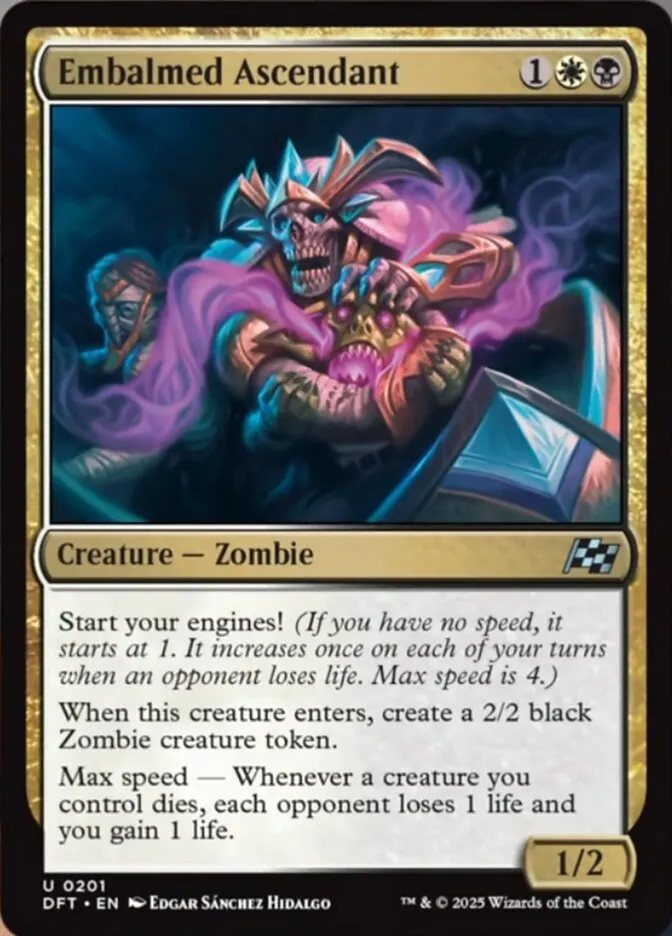 Embalmed Ascendant 1
Creature — Zombie
Start your engines! (If you have no speed, it
starts at 1. It increases once on each of your turns
when an opponent loses life. Max speed is 4.)
When this creature enters, create a 2/2 black
Zombie creature token.
Max speed — Whenever a creature you
control dies, each opponent loses 1 life and
you gain 1 life.
1/2
U 0201
DFT • EN Edgar Sánchez Hidalgo ™ & © 2025 Wizards of the Coast